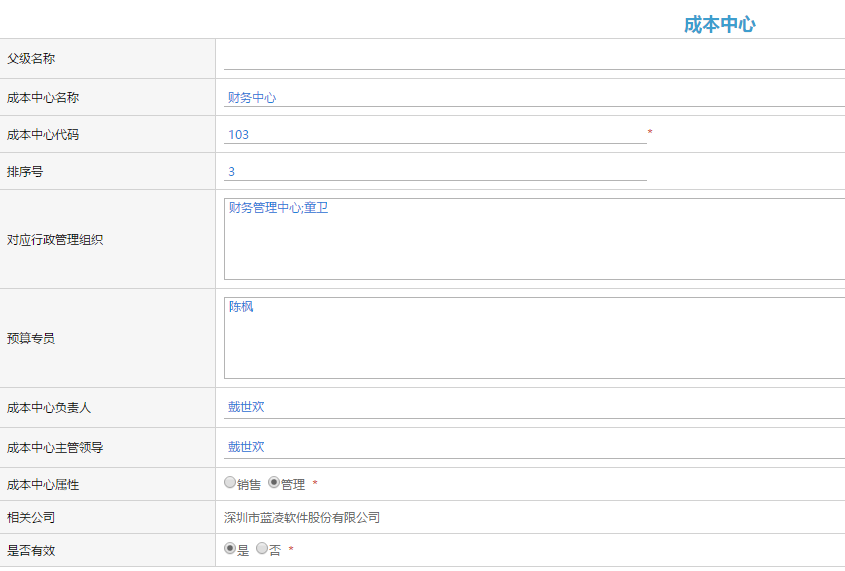 成本中心
父级名称
成本中心名称 财务中心
成本中心代码 103 *
排序号 3
对应行政管理组织 财务管理中心;童卫
预算专员 陈枫
成本中心负责人 戴世欢
成本中心主管领导 戴世欢
成本中心属性 销售 管理 *
相关公司 深圳市蓝凌软件股份有限公司
是否有效 是 否 *